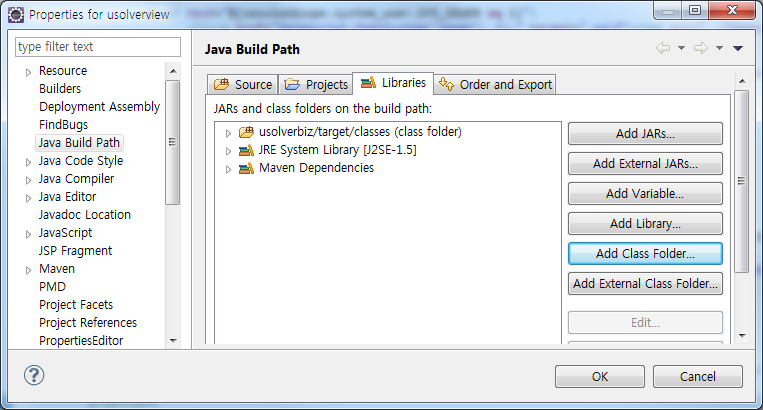 Properties for usolverview
type filter text
Resource
Builders
Deployment Assembly
FindBugs
Java Build Path
Java Code Style
Java Compiler
Java Editor
Javadoc Location
JavaScript
JSP Fragment
Maven
PMD
Project Facets
Project References
PropertiesEditor
Java Build Path
Source
Projects
Libraries
Order and Export
JARs and class folders on the build path:
usolverbiz/target/classes (class folder)
JRE System Library [J2SE-1.5]
Maven Dependencies
Add JARs...
Add External JARs...
Add Variable...
Add Library...
Add Class Folder...
Add External Class Folder...
Edit...
OK
Cancel